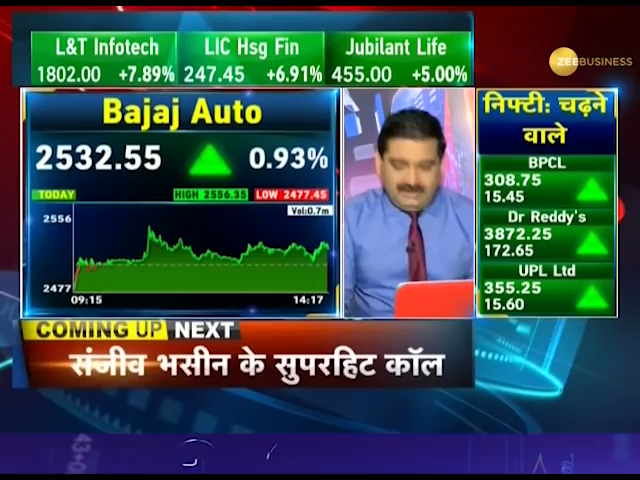 L&T Infotech
1802.00 +7.89%
LIC Hsg Fin
247.45 +6.91%
Jubilant Life
455.00 +5.00%
ZEEBUSINESS
Bajaj Auto
2532.55 0.93%
TODAY
HIGH 2556.35 LOW 2477.45
Vol:0.7m
2556
2477
09:15 14:17
निफ्टी: चढ़ने
वाले
BPCL
308.75
15.45
Dr Reddy's
3872.25
172.65
UPL Ltd
355.25
15.60
COMING UP NEXT
संजीव भसीन के सुपरहिट कॉल